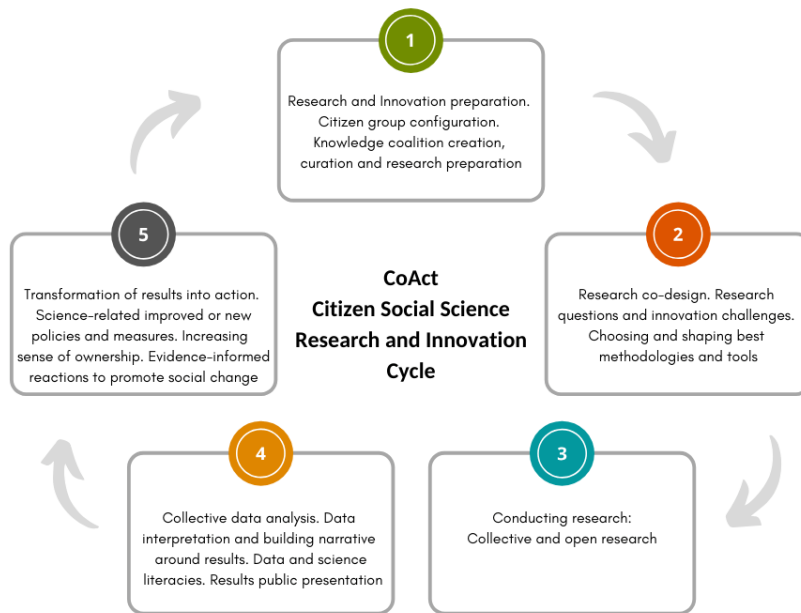 1
Research and Innovation preparation.
Citizen group configuration.
Knowledge coalition creation,
curation and research preparation
2
Research co-design. Research
questions and innovation challenges.
Choosing and shaping best
methodologies and tools
3
Conducting research:
Collective and open research
4
Collective data analysis. Data
interpretation and building narrative
around results. Data and science
literacies. Results public presentation
5
Transformation of results into action.
Science-related improved or new
policies and measures. Increasing
sense of ownership. Evidence-informed
reactions to promote social change
CoAct
Citizen Social Science
Research and Innovation
Cycle